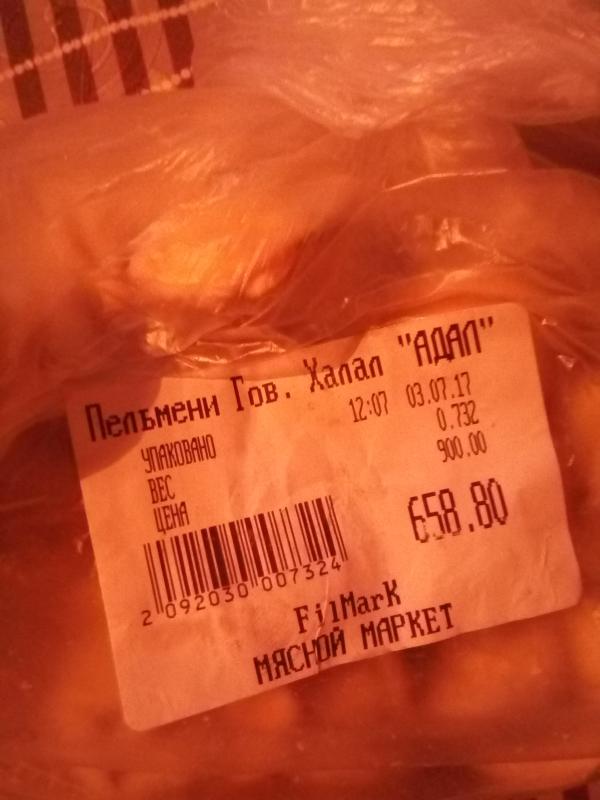 Пельмени Гов. Халал "АДАЛ"
УПАКОВАНО 12:07 03.07.17
ВЕС 0.732
ЦЕНА 900.00
658.80
2 092030 007324
FilMarK
МЯСНОЙ МАРКЕТ